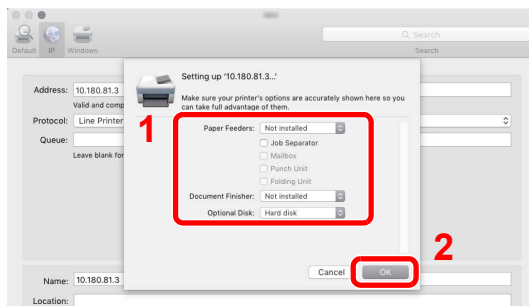 Search
Default IP Windows Search
Setting up '10.180.81.3...'
Make sure your printer's options are accurately shown here so you
can take full advantage of them.
Address: 10.180.81.3
Valid and comp
Protocol: Line Printer
Queue:
Leave blank for
1
Paper Feeders: Not installed
Job Separator
Mailbox
Punch Unit
Folding Unit
Document Finisher: Not installed
Optional Disk: Hard disk
2
Cancel OK
Name: 10.180.81.3
Location: